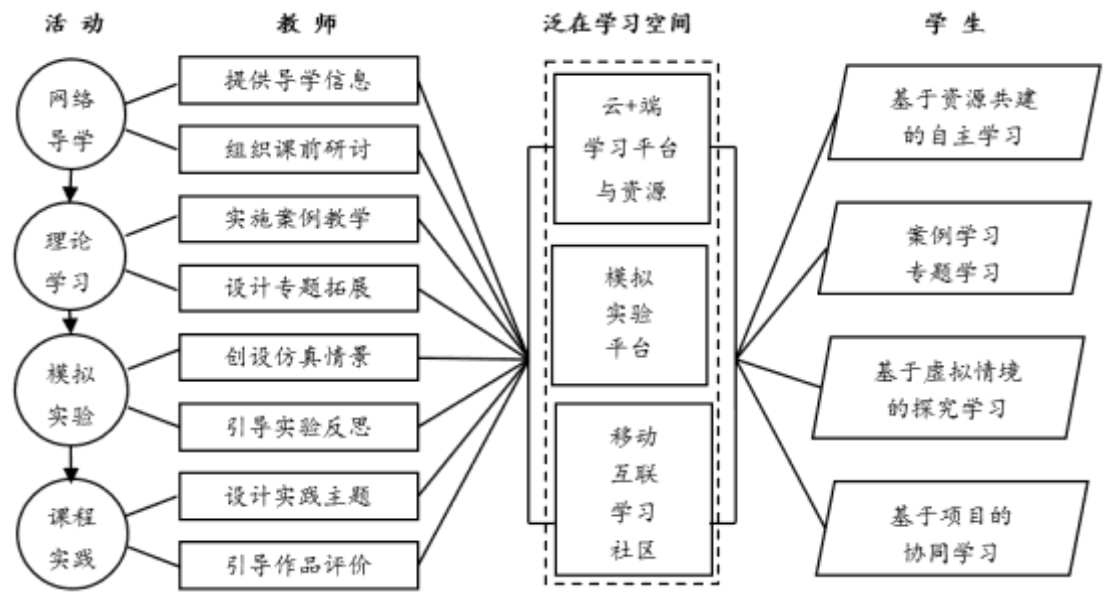 活 动
教 师
泛在学习空间
学 生
网络
导学
提供导学信息
组织课前研讨
理论
学习
实施案例教学
设计专题拓展
模拟
实验
创设仿真情景
引导实验反思
课程
实践
设计实践主题
引导作品评价
云+端
学习平台
与资源
模拟
实验
平台
移动
互联
学习
社区
基于资源共建
的自主学习
案例学习
专题学习
基于虚拟情境
的探究学习
基于项目的
协同学习